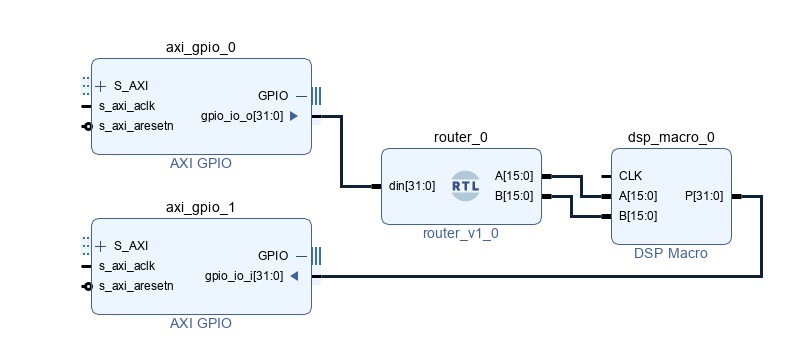 axi_gpio_0
S_AXI
s_axi_aclk
s_axi_aresetn
GPIO
gpio_io_o[31:0]
AXI GPIO
router_0
din[31:0]
RTL
A[15:0]
B[15:0]
router_v1_0
dsp_macro_0
CLK
A[15:0]
B[15:0]
P[31:0]
DSP Macro
axi_gpio_1
S_AXI
s_axi_aclk
s_axi_aresetn
GPIO
gpio_io_i[31:0]
AXI GPIO